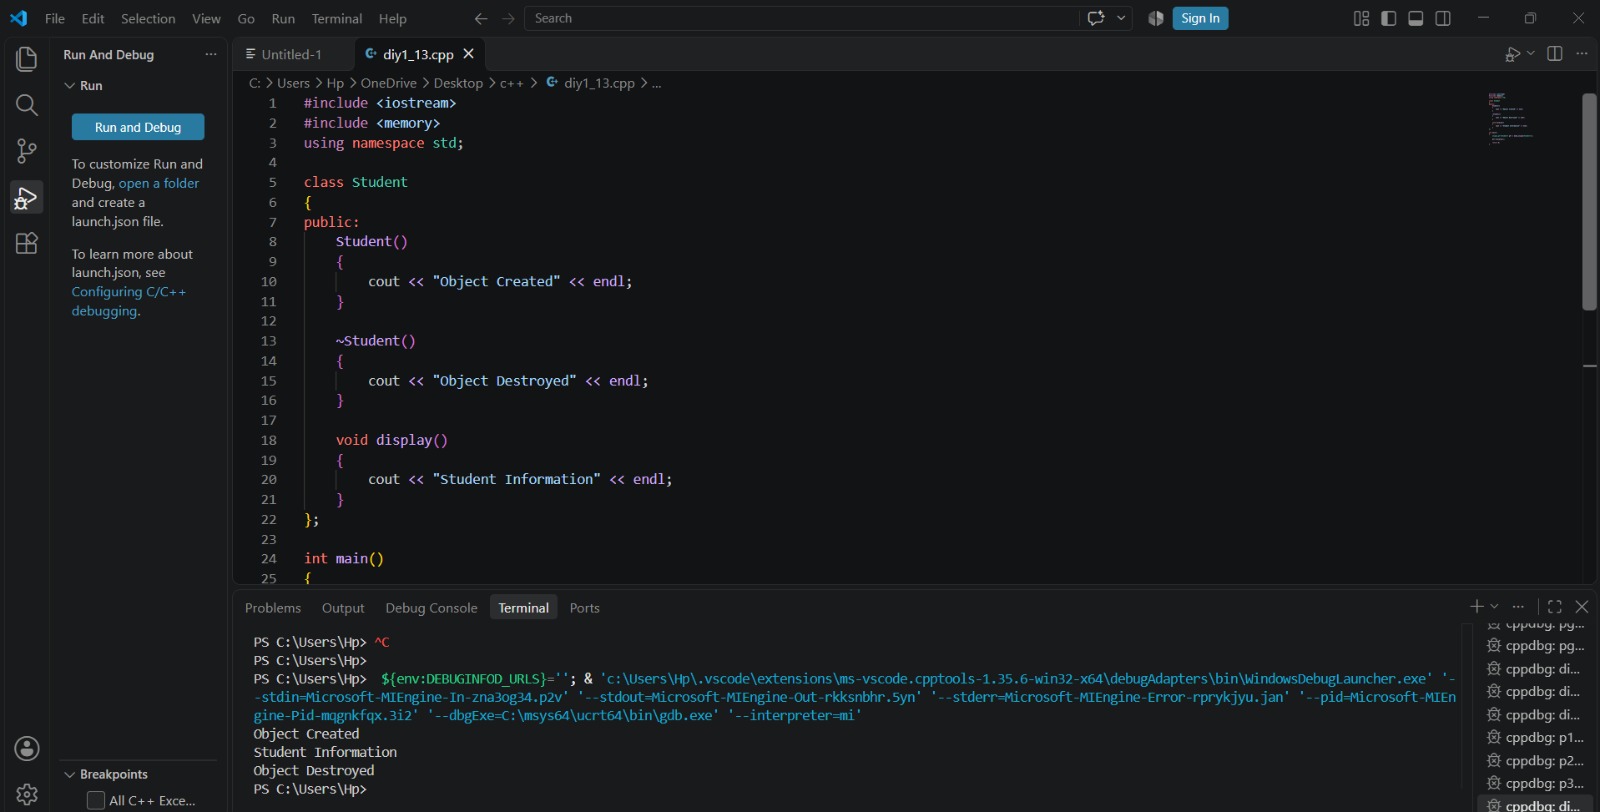 File Edit Selection View Go Run Terminal Help
Search
Sign In
Run And Debug
Run
Run and Debug
To customize Run and
Debug, open a folder
and create a
launch.json file.
To learn more about
launch.json, see
Configuring C/C++
debugging.
Breakpoints
All C++ Exce...
Untitled-1
diy1_13.cpp
C: > Users > Hp > OneDrive > Desktop > c++ > diy1_13.cpp > ...
1 #include <iostream>
2 #include <memory>
3 using namespace std;
4
5 class Student
6 {
7 public:
8 Student()
9 {
10 cout << "Object Created" << endl;
11 }
12
13 ~Student()
14 {
15 cout << "Object Destroyed" << endl;
16 }
17
18 void display()
19 {
20 cout << "Student Information" << endl;
21 }
22 };
23
24 int main()
25 {
Problems Output Debug Console Terminal Ports
PS C:\Users\Hp> ^C
PS C:\Users\Hp>
PS C:\Users\Hp> ${env:DEBUGINFOD_URLS}=''; & 'c:\Users\Hp\.vscode\extensions\ms-vscode.cpptools-1.35.6-win32-x64\debugAdapters\bin\WindowsDebugLauncher.exe' '-
-stdin=Microsoft-MIEngine-In-zna3og34.p2v' '--stdout=Microsoft-MIEngine-Out-rkksnbhr.5yn' '--stderr=Microsoft-MIEngine-Error-rprykjyu.jan' '--pid=Microsoft-MIEn
gine-Pid-mqgnkfqx.3i2' '--dbgExe=C:\msys64\ucrt64\bin\gdb.exe' '--interpreter=mi'
Object Created
Student Information
Object Destroyed
PS C:\Users\Hp>
cppdbg: pg...
cppdbg: pg...
cppdbg: di...
cppdbg: di...
cppdbg: di...
cppdbg: p1...
cppdbg: p2...
cppdbg: p3...
cppdbg: di...